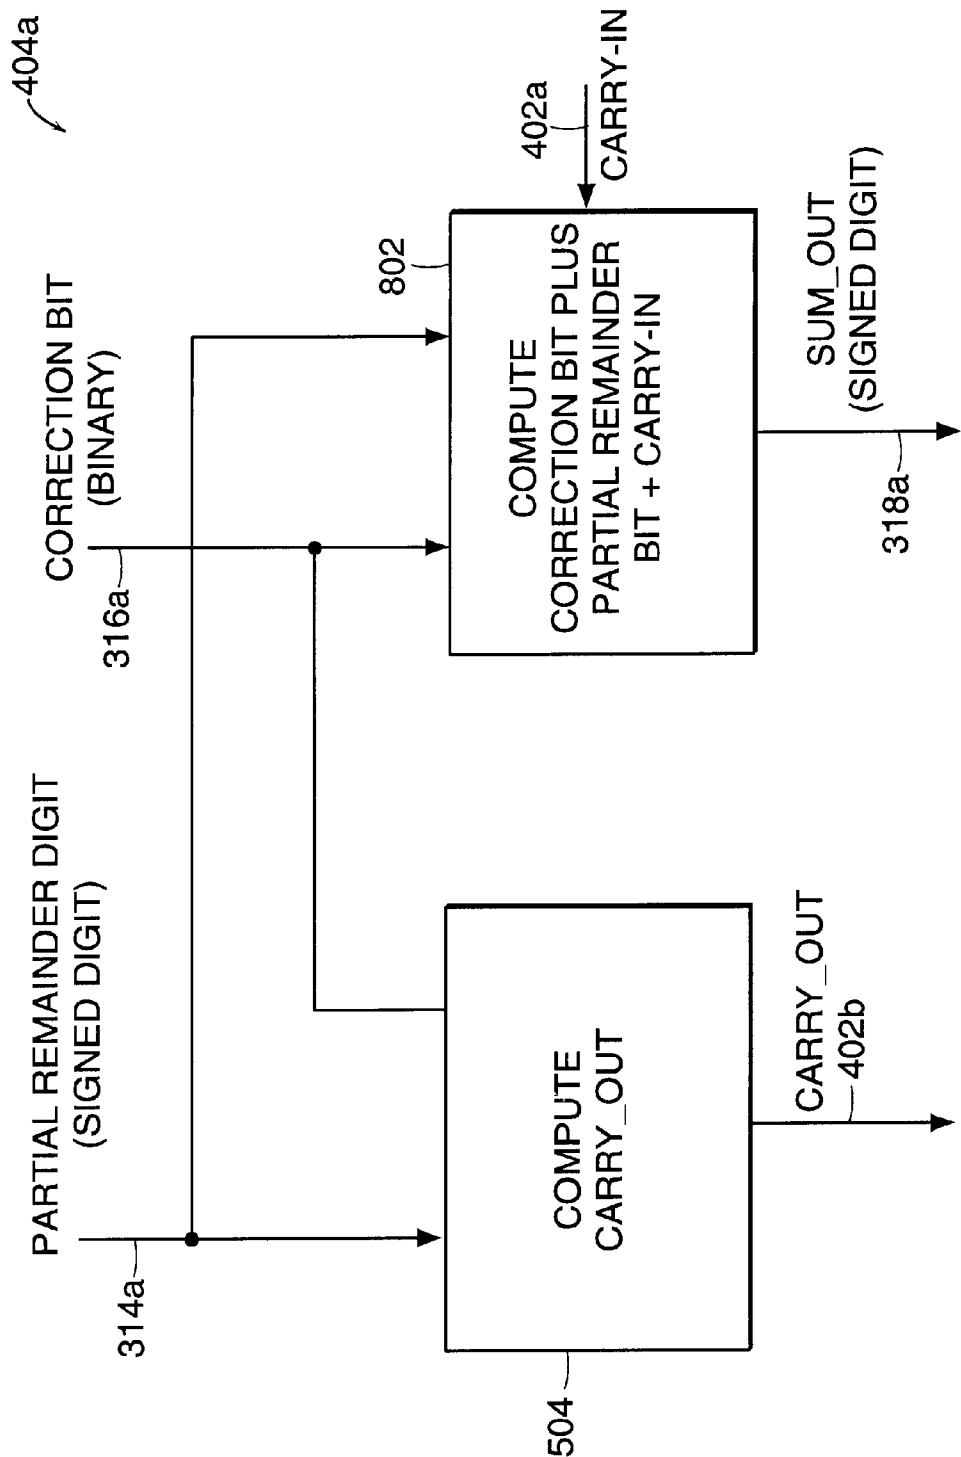 404a
PARTIAL REMAINDER DIGIT
(SIGNED DIGIT)
314a
CORRECTION BIT
(BINARY)
316a
504
COMPUTE
CARRY_OUT
802
COMPUTE
CORRECTION BIT PLUS
PARTIAL REMAINDER
BIT + CARRY-IN
402a
CARRY-IN
CARRY_OUT
402b
318a
SUM_OUT
(SIGNED DIGIT)